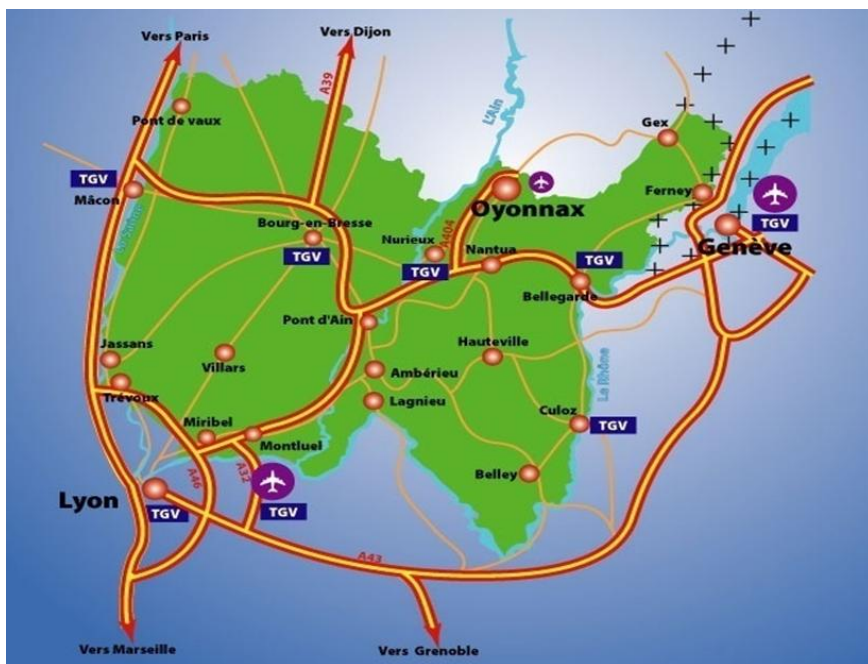 Vers Paris
Vers Dijon
A39
L'Ain
Pont de vaux
Gex
TGV
Mâcon
Ferney
TGV
Oyonnax
Genève
Bourg-en-Bresse
TGV
Nurieux
A404
TGV
Nantua
TGV
Bellegarde
Pont d'Ain
Jassans
Villars
Hauteville
Ambérieu
Trévoux
Lagnieu
Le Rhône
Culoz
TGV
Miribel
Montluel
A46
A32
Belley
Lyon
TGV
TGV
A43
Vers Marseille
Vers Grenoble